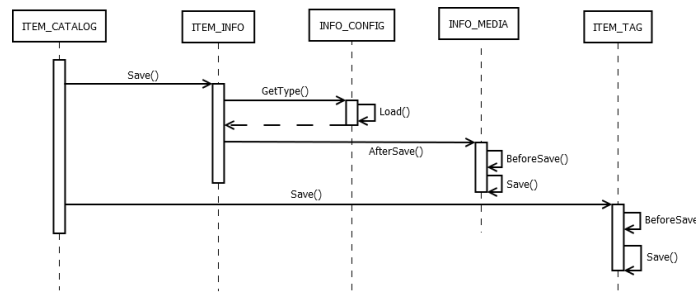 ITEM_CATALOG
ITEM_INFO
INFO_CONFIG
INFO_MEDIA
ITEM_TAG
Save()
GetType()
Load()
AfterSave()
BeforeSave()
Save()
Save()
BeforeSave
Save()